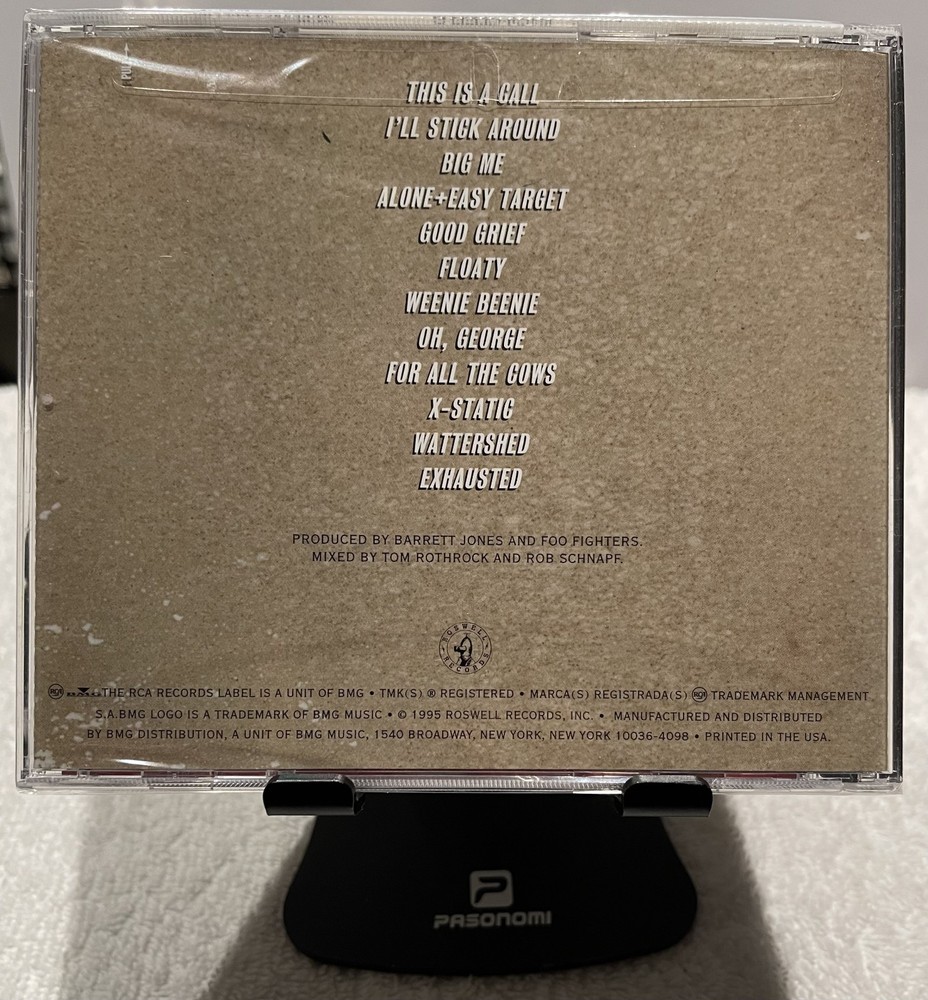 PULL
THIS IS A CALL
I'LL STICK AROUND
BIG ME
ALONE+EASY TARGET
GOOD GRIEF
FLOATY
WEENIE BEENIE
OH, GEORGE
FOR ALL THE COWS
X-STATIC
WATTERSHED
EXHAUSTED
PRODUCED BY BARRETT JONES AND FOO FIGHTERS.
MIXED BY TOM ROTHROCK AND ROB SCHNAPF.
ROSWELL RECORDS
RCA BMG THE RCA RECORDS LABEL IS A UNIT OF BMG • TMK(S) ® REGISTERED • MARCA(S) REGISTRADA(S) RCA TRADEMARK MANAGEMENT
S.A.BMG LOGO IS A TRADEMARK OF BMG MUSIC • © 1995 ROSWELL RECORDS, INC. • MANUFACTURED AND DISTRIBUTED
BY BMG DISTRIBUTION, A UNIT OF BMG MUSIC, 1540 BROADWAY, NEW YORK, NEW YORK 10036-4098 • PRINTED IN THE USA.
P
PASONOMI